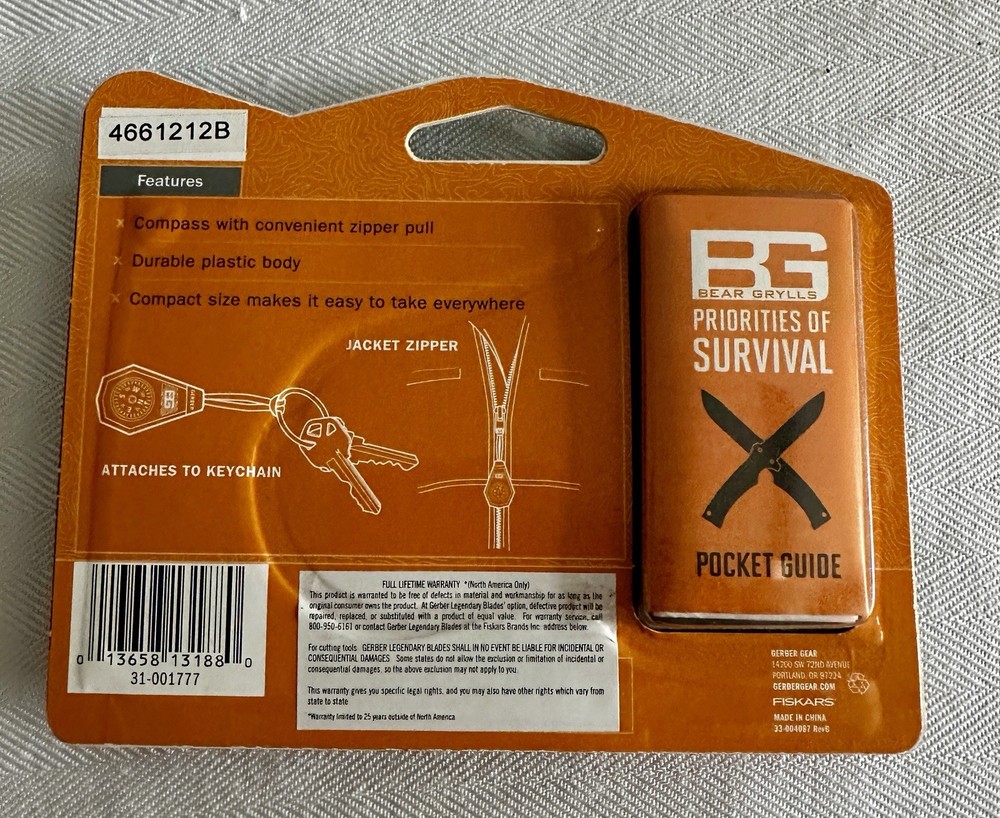 4661212B
Features
× Compass with convenient zipper pull
× Durable plastic body
× Compact size makes it easy to take everywhere
JACKET ZIPPER
BG
ATTACHES TO KEYCHAIN
BG
BEAR GRYLLS
PRIORITIES OF
SURVIVAL
POCKET GUIDE
0 13658 13188 0
31-001777
FULL LIFETIME WARRANTY *(North America Only)
This product is warranted to be free of defects in material and workmanship for as long as the
original consumer owns the product. At Gerber Legendary Blades' option, defective product will be
repaired, replaced, or substituted with a product of equal value. For warranty service, call
800-950-6161 or contact Gerber Legendary Blades at the Fiskars Brands Inc. address below.
For cutting tools GERBER LEGENDARY BLADES SHALL IN NO EVENT BE LIABLE FOR INCIDENTAL OR
CONSEQUENTIAL DAMAGES. Some states do not allow the exclusion or limitation of incidental or
consequential damages, so the above exclusion may not apply to you.
This warranty gives you specific legal rights, and you may also have other rights which vary from
state to state
*Warranty limited to 25 years outside of North America
GERBER GEAR
14200 SW 72ND AVENUE
PORTLAND, OR 97224
GERBERGEAR.COM
FISKARS
MADE IN CHINA
33-004087 RevB